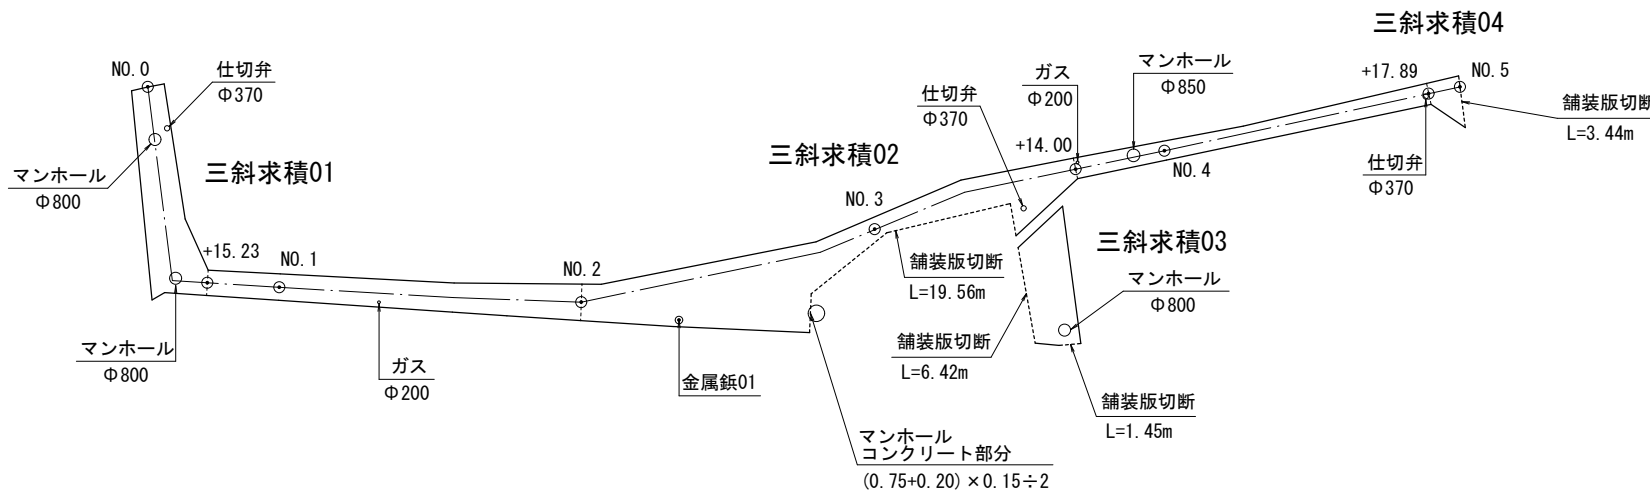 三斜求積04
NO.0
仕切弁
Φ370
ガス
Φ200
マンホール
Φ850
+17.89
NO.5
仕切弁
Φ370
舗装版切断
L=3.44m
三斜求積01
マンホール
Φ800
三斜求積02
+14.00
NO.4
仕切弁
Φ370
NO.3
+15.23
NO.1
NO.2
三斜求積03
舗装版切断
L=19.56m
マンホール
Φ800
マンホール
Φ800
ガス
Φ200
金属鋲01
舗装版切断
L=6.42m
舗装版切断
L=1.45m
マンホール
コンクリート部分
(0.75+0.20)×0.15÷2